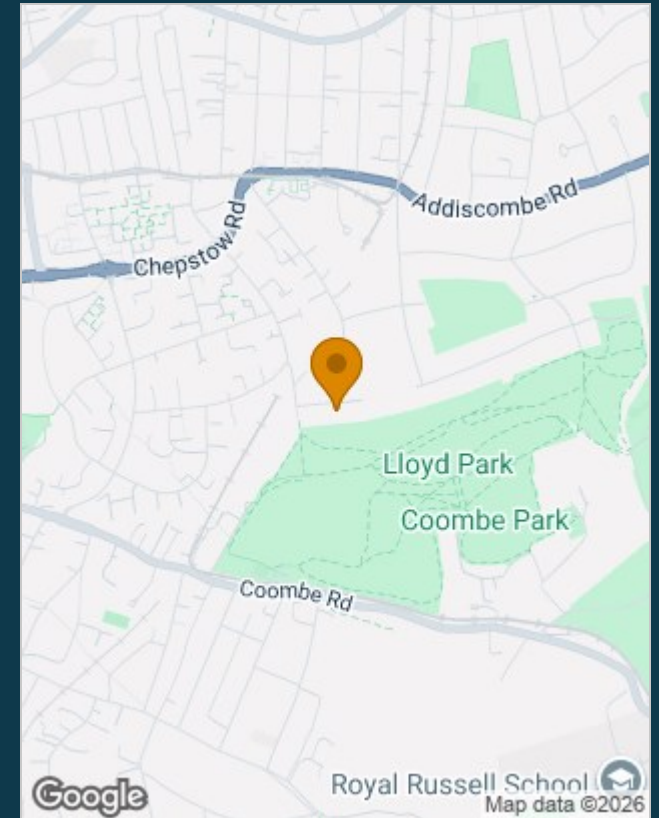 Addiscombe Rd
Chepstow Rd
Lloyd Park
Coombe Park
Coombe Rd
Royal Russell School
Google
Map data ©2026